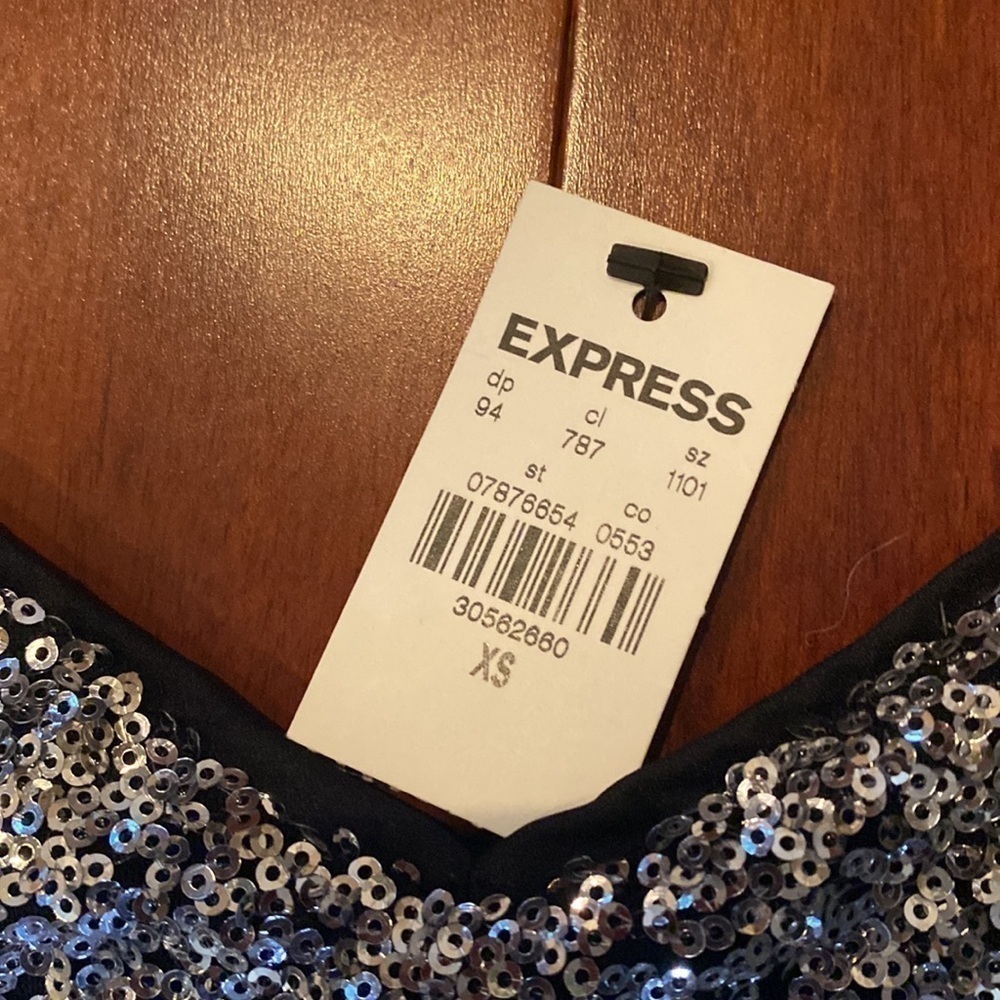 EXPRESS
dp cl sz
94 787 1101
st co
07876654 0553
30562660
XS